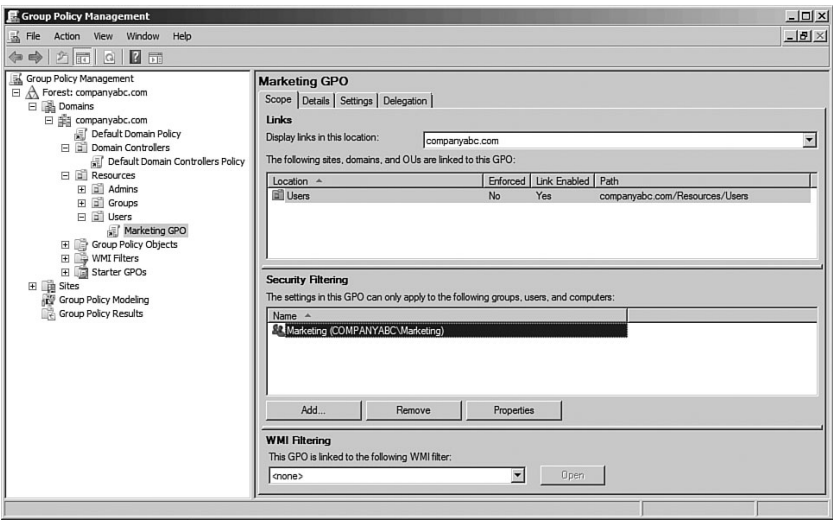 Group Policy Management
File Action View Window Help
Group Policy Management
Forest: companyabc.com
Domains
companyabc.com
Default Domain Policy
Domain Controllers
Default Domain Controllers Policy
Resources
Admins
Groups
Users
Marketing GPO
Group Policy Objects
WMI Filters
Starter GPOs
Sites
Group Policy Modeling
Group Policy Results
Marketing GPO
Scope Details Settings Delegation
Links
Display links in this location: companyabc.com
The following sites, domains, and OUs are linked to this GPO:
Location Enforced Link Enabled Path
Users No Yes companyabc.com/Resources/Users
Security Filtering
The settings in this GPO can only apply to the following groups, users, and computers:
Name
Marketing (COMPANYABC\Marketing)
Add... Remove Properties
WMI Filtering
This GPO is linked to the following WMI filter:
<none> Open